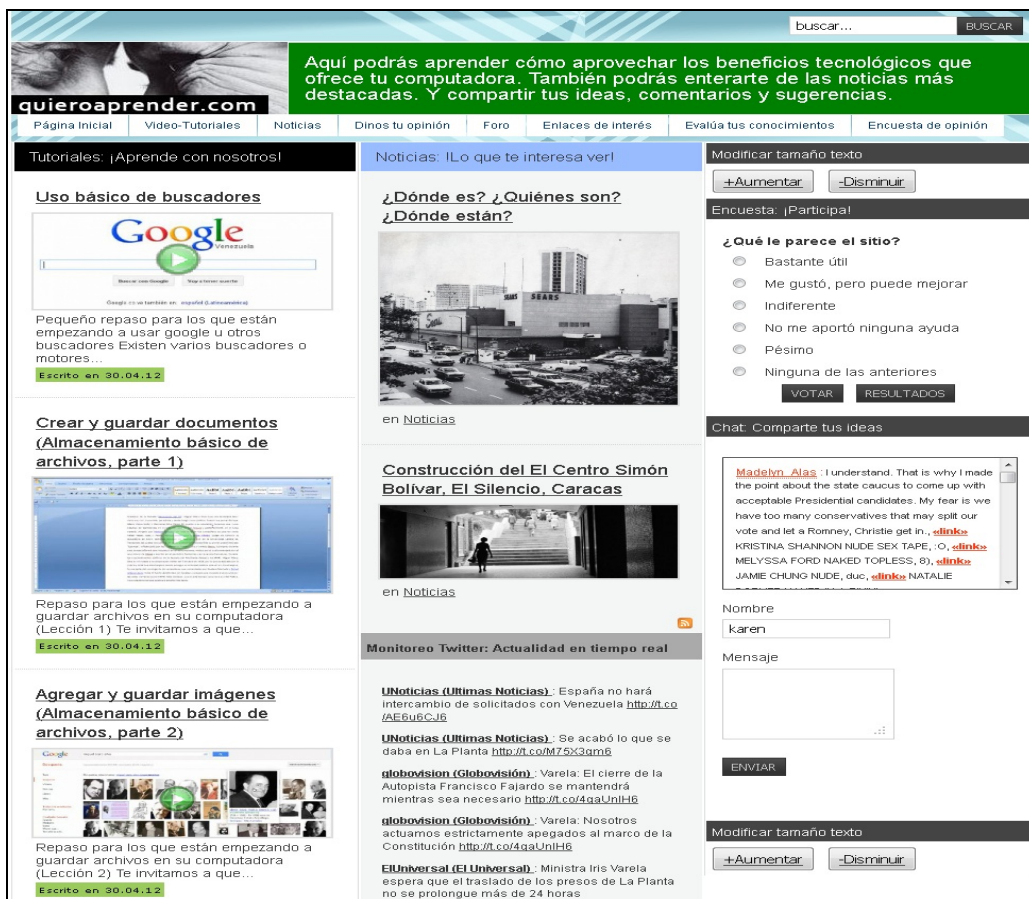 buscar...
BUSCAR
quieroaprender.com
Aquí podrás aprender cómo aprovechar los beneficios tecnológicos que
ofrece tu computadora. También podrás enterarte de las noticias más
destacadas. Y compartir tus ideas, comentarios y sugerencias.
Página Inicial
Video-Tutoriales
Noticias
Dinos tu opinión
Foro
Enlaces de interés
Evalúa tus conocimientos
Encuesta de opinión
Tutoriales: ¡Aprende con nosotros!
Uso básico de buscadores
Google
Venezuela
Buscar con Google
Voy a tener suerte
Google.co.ve también en: español (Latinoamérica)
Pequeño repaso para los que están
empezando a usar google u otros
buscadores Existen varios buscadores o
motores...
Escrito en 30.04.12
Crear y guardar documentos
(Almacenamiento básico de
archivos, parte 1)
Repaso para los que están empezando a
guardar archivos en su computadora
(Lección 1) Te invitamos a que...
Escrito en 30.04.12
Agregar y guardar imágenes
(Almacenamiento básico de
archivos, parte 2)
Google
Repaso para los que están empezando a
guardar archivos en su computadora
(Lección 2) Te invitamos a que...
Escrito en 30.04.12
Noticias: !Lo que te interesa ver!
¿Dónde es? ¿Quiénes son?
¿Dónde están?
SEARS
SEARS
Sears
en Noticias
Construcción del El Centro Simón
Bolívar, El Silencio, Caracas
en Noticias
Monitoreo Twitter: Actualidad en tiempo real
UNoticias (Ultimas Noticias) : España no hará
intercambio de solicitados con Venezuela http://t.co
/AE6u6CJ6
UNoticias (Ultimas Noticias) : Se acabó lo que se
daba en La Planta http://t.co/M75X3qm6
globovision (Globovisión) : Varela: El cierre de la
Autopista Francisco Fajardo se mantendrá
mientras sea necesario http://t.co/4qaUnIH6
globovision (Globovisión) : Varela: Nosotros
actuamos estrictamente apegados al marco de la
Constitución http://t.co/4qaUnIH6
ElUniversal (El Universal) : Ministra Iris Varela
espera que el traslado de los presos de La Planta
no se prolongue más de 24 horas
Modificar tamaño texto
+Aumentar
-Disminuir
Encuesta: ¡Participa!
¿Qué le parece el sitio?
Bastante útil
Me gustó, pero puede mejorar
Indiferente
No me aportó ninguna ayuda
Pésimo
Ninguna de las anteriores
VOTAR
RESULTADOS
Chat: Comparte tus ideas
Madelyn_Alas : I understand. That is why I made
the point about the state caucus to come up with
acceptable Presidential candidates. My fear is we
have too many conservatives that may split our
vote and let a Romney, Christie get in., «link»
KRISTINA SHANNON NUDE SEX TAPE, :O, «link»
MELYSSA FORD NAKED TOPLESS, 8), «link»
JAMIE CHUNG NUDE, duc, «link» NATALIE
Nombre
karen
Mensaje
ENVIAR
Modificar tamaño texto
+Aumentar
-Disminuir